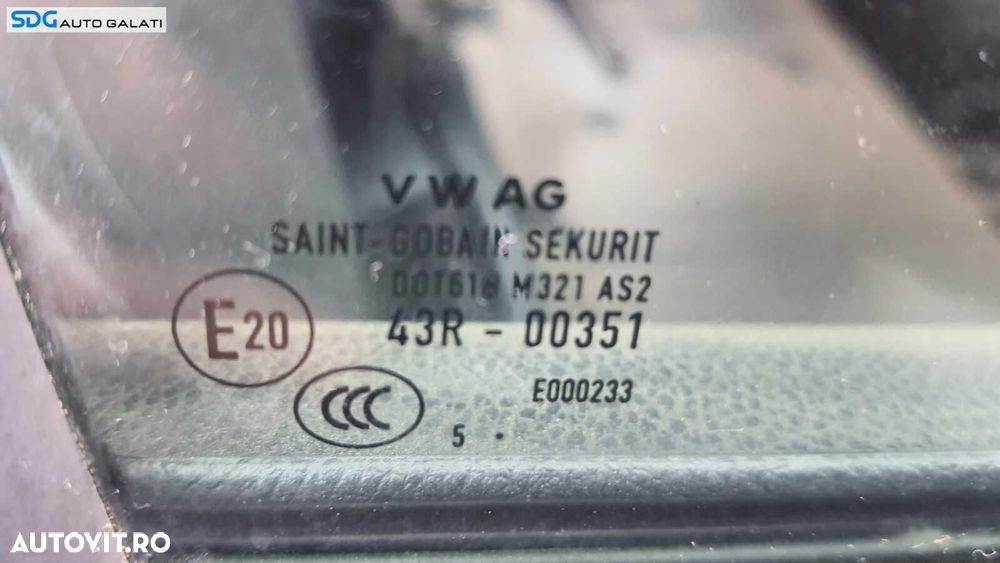 SDG AUTO GALATI
VW AG
SAINT-GOBAIN SEKURIT
DOT618 M321 AS2
E20
43R - 00351
CCC
E000233
5 .
AUTOVIT.RO